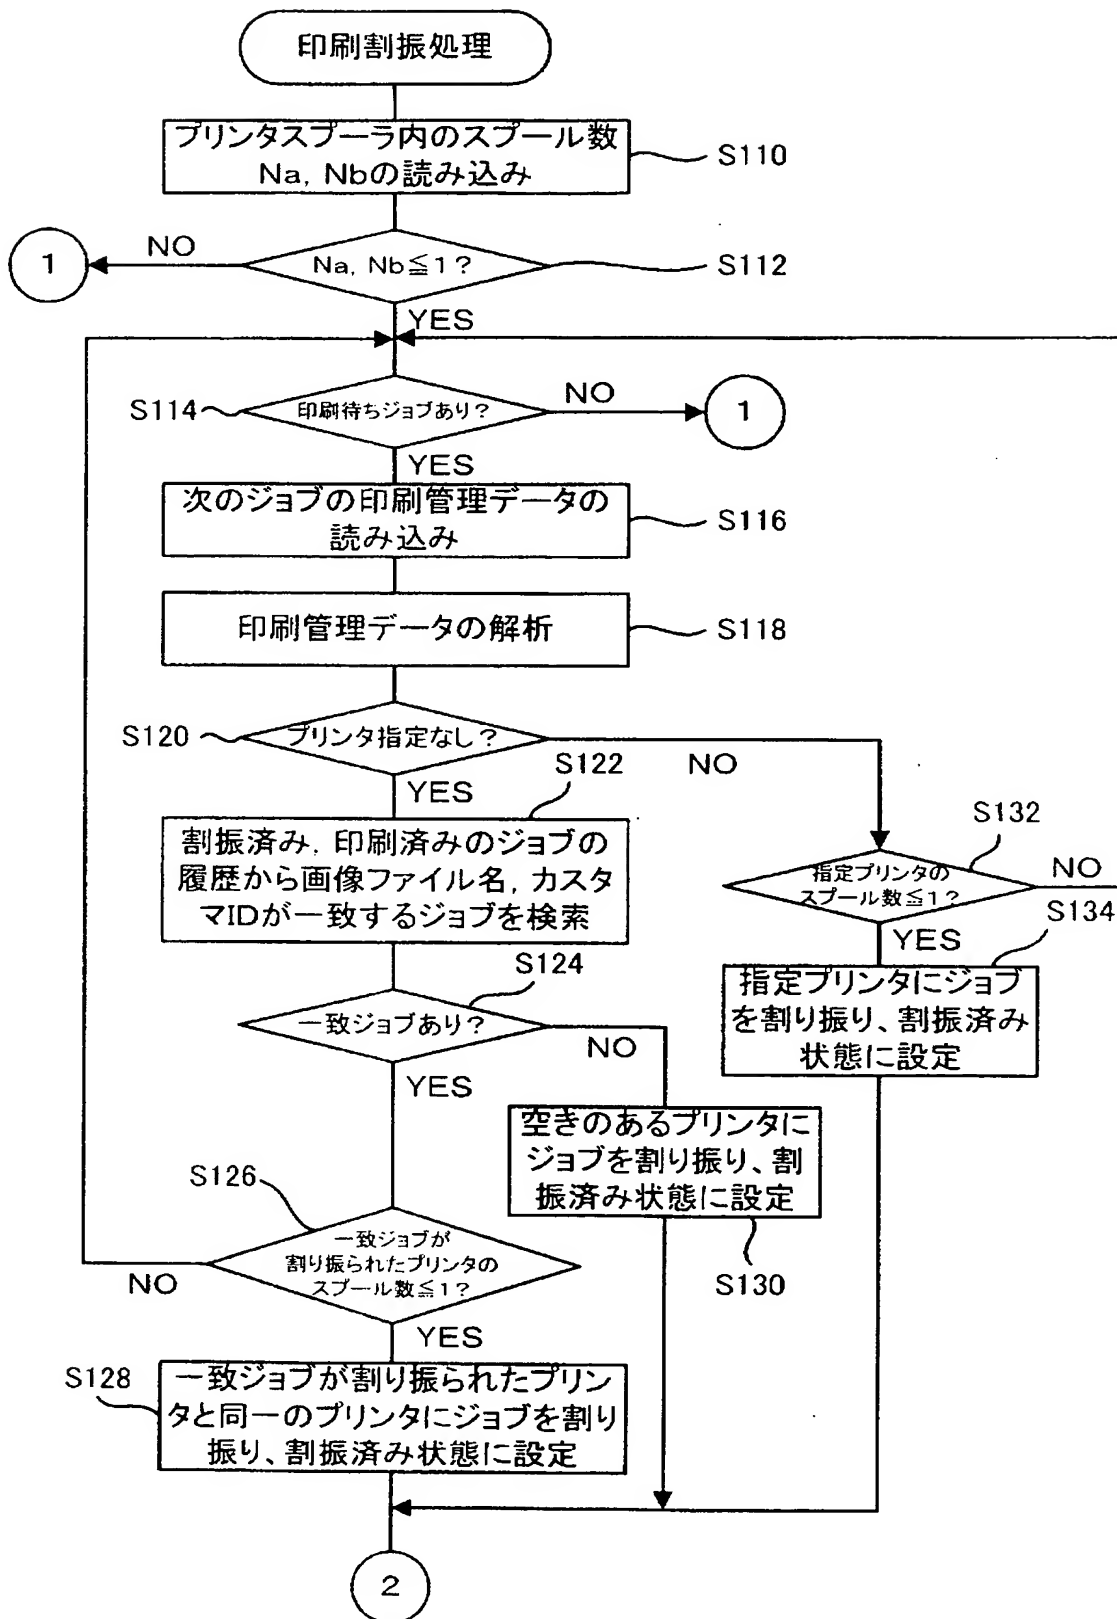 印刷割振処理
プリンタスプーラ内のスプール数
Na, Nbの読み込み
S110
1
NO
Na, Nb≦1?
S112
YES
S114
印刷待ちジョブあり?
NO
1
YES
次のジョブの印刷管理データの
読み込み
S116
印刷管理データの解析
S118
S120
プリンタ指定なし?
NO
YES
S122
割振済み, 印刷済みのジョブの
履歴から画像ファイル名, カスタ
マIDが一致するジョブを検索
S132
指定プリンタの
スプール数≦1?
NO
YES
S134
指定プリンタにジョブ
を割り振り、割振済み
状態に設定
S124
一致ジョブあり?
NO
YES
空きのあるプリンタに
ジョブを割り振り、割
振済み状態に設定
S130
S126
一致ジョブが
割り振られたプリンタの
スプール数≦1?
NO
YES
S128
一致ジョブが割り振られたプリン
タと同一のプリンタにジョブを割り
振り、割振済み状態に設定
2